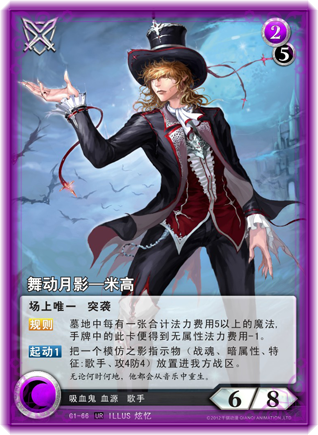 2
5
舞动月影—米高
场上唯一 突袭
规则 墓地中每有一张合计法力费用5以上的魔法,
手牌中的此卡便得到无属性法力费用-1。
起动1 把一个模仿之影指示物(战魂、暗属性、特
征:歌手、攻4防4)放置进我方战区。
无论何时何地，他都会从音乐中重生。
吸血鬼 血源 歌手
6/8
G1-66 UR ILLUS 炫忆